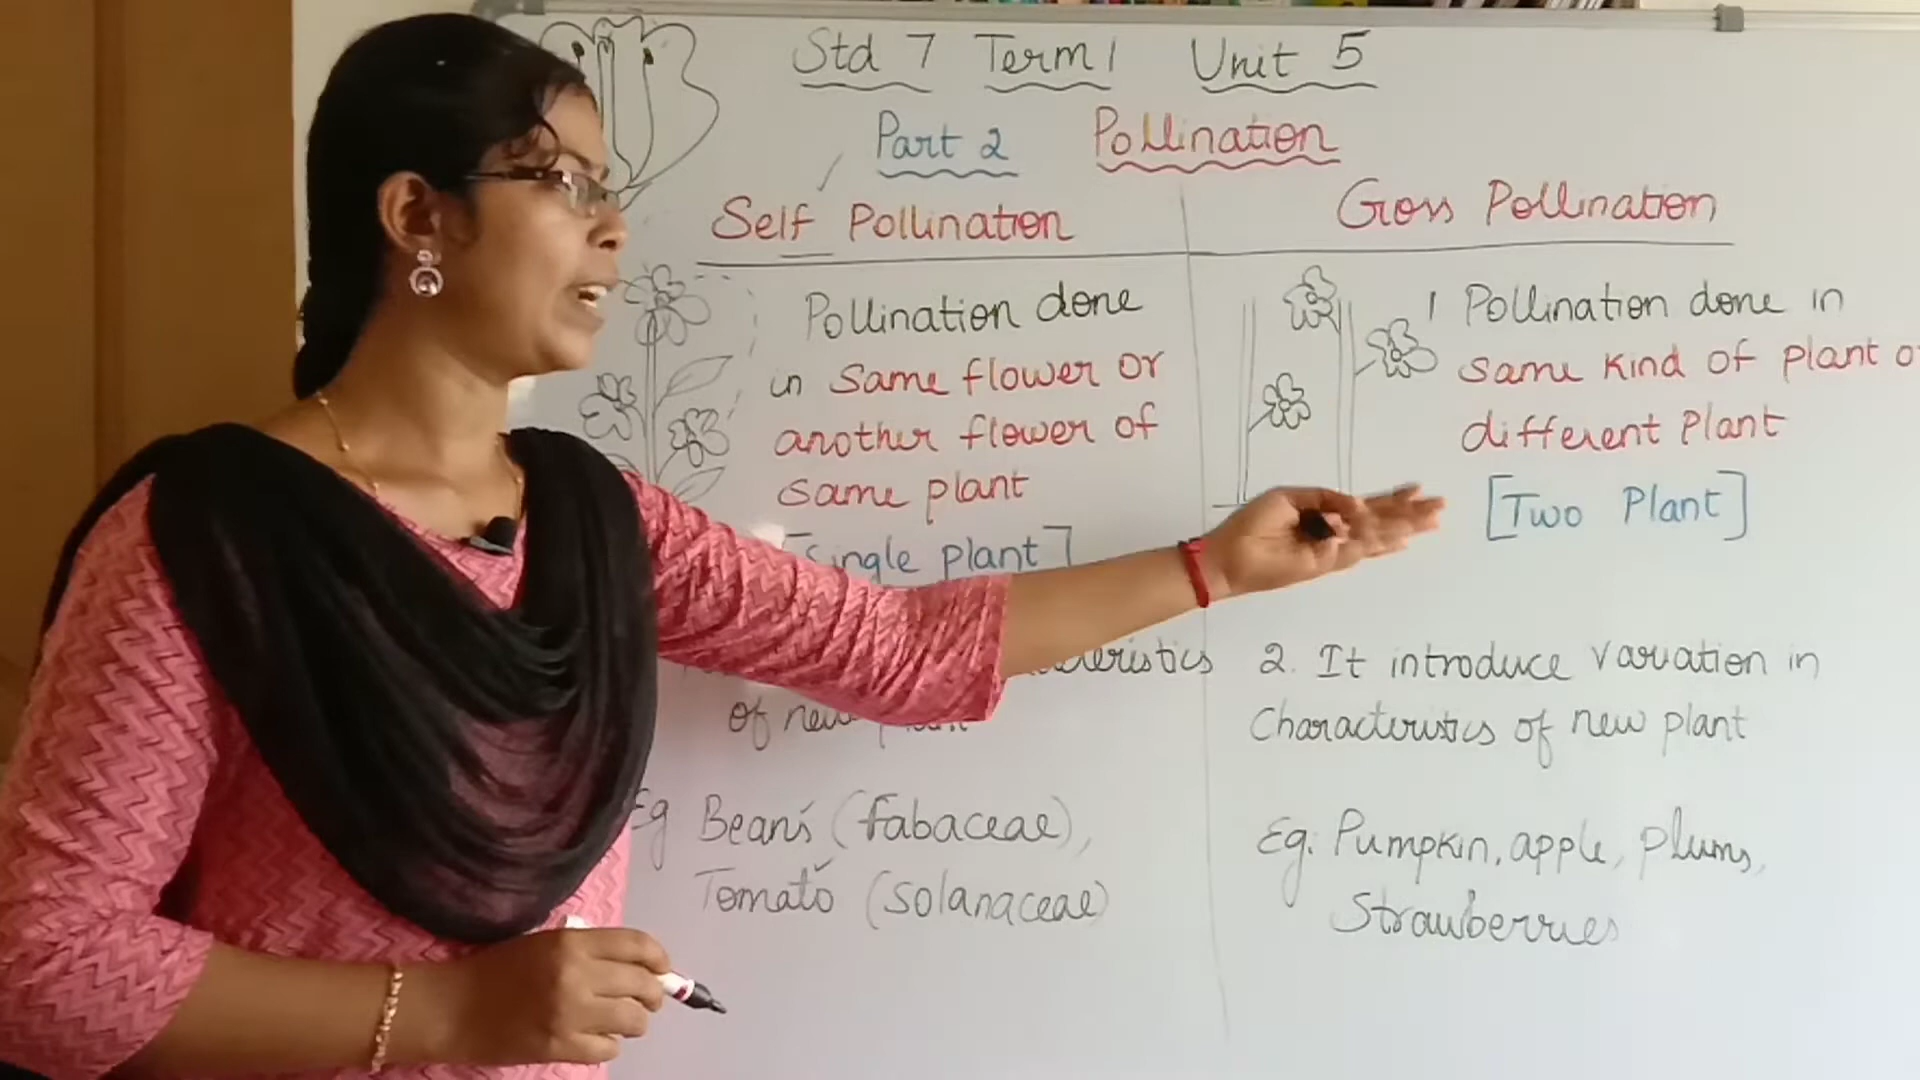 Std 7 Term 1 Unit 5
Part 2 Pollination
Self Pollination
Pollination done
in same flower or
another flower of
same plant
single plant]
of new
Eg Beans (Fabaceae),
Tomato (Solanaceae)
Cross Pollination
1 Pollination done in
same kind of plant
different plant
[Two Plant]
2. It introduce variation in
characteristics of new plant
Eg. Pumpkin, apple, plums,
Strawberries